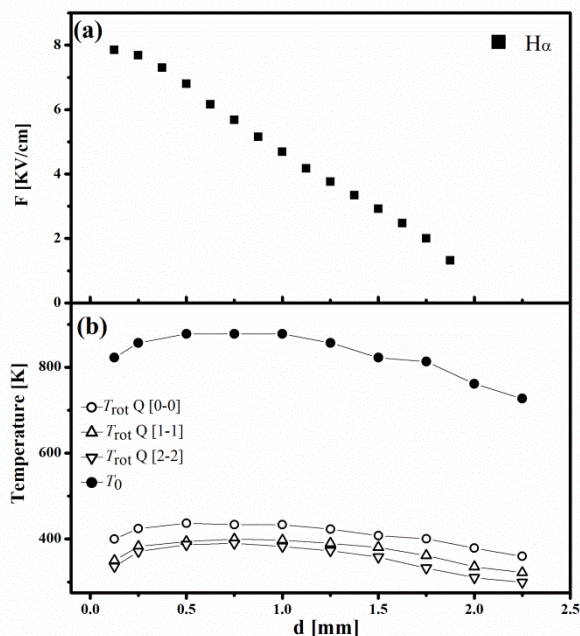 (a)
Hα
8
6
4
2
0
F [KV/cm]
(b)
800
600
400
Temperature [K]
Trot Q [0-0]
Trot Q [1-1]
Trot Q [2-2]
T0
0.0 0.5 1.0 1.5 2.0 2.5
d [mm]